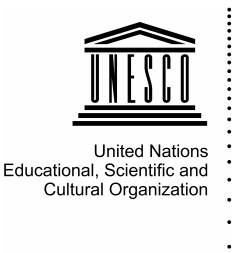 UNESCO
United Nations
Educational, Scientific and
Cultural Organization